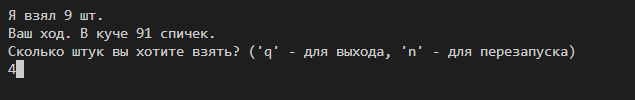 Я взял 9 шт.
Ваш ход. В куче 91 спичек.
Сколько штук вы хотите взять? ('q' - для выхода, 'n' - для перезапуска)
4